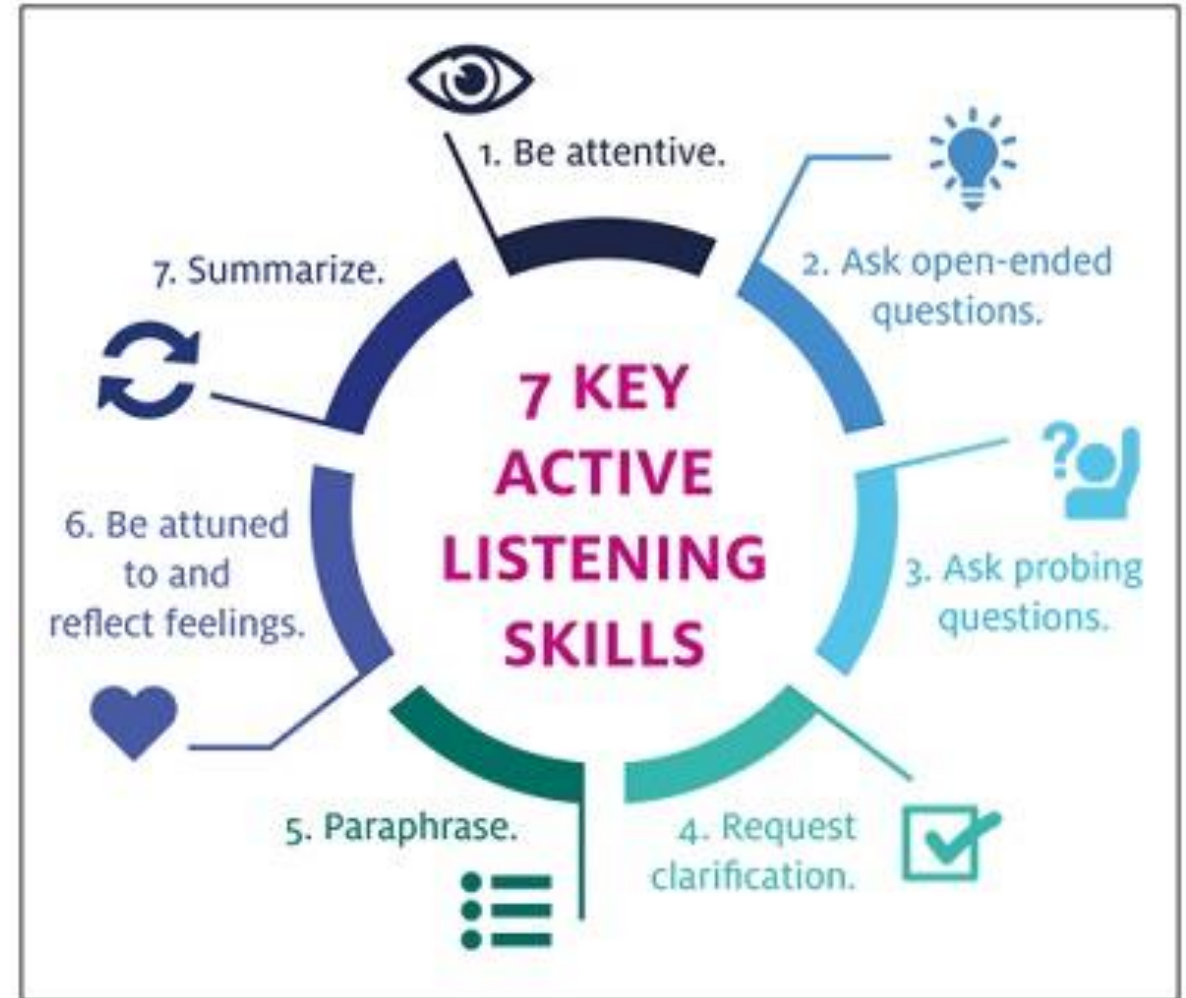 7 KEY
ACTIVE
LISTENING
SKILLS
1. Be attentive.
2. Ask open-ended
questions.
3. Ask probing
questions.
4. Request
clarification.
5. Paraphrase.
6. Be attuned
to and
reflect feelings.
7. Summarize.